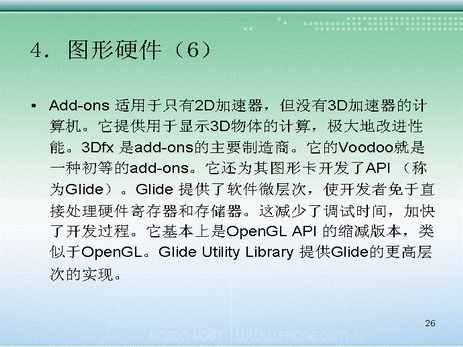 4．图形硬件（6）
• Add-ons 适用于只有2D加速器，但没有3D加速器的计
算机。它提供用于显示3D物体的计算，极大地改进性
能。3Dfx 是add-ons的主要制造商。它的Voodoo就是
一种初等的add-ons。它还为其图形卡开发了API （称
为Glide）。Glide 提供了软件微层次，使开发者免于直
接处理硬件寄存器和存储器。这减少了调试时间，加快
了开发过程。它基本上是OpenGL API 的缩减版本，类
似于OpenGL。Glide Utility Library 提供Glide的更高层
次的实现。
26